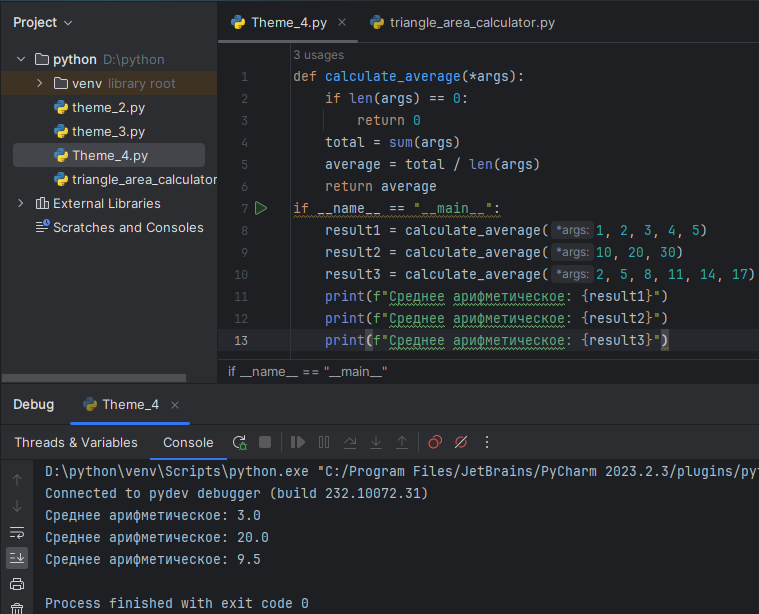 Project
Theme_4.py
triangle_area_calculator.py
python D:\python
venv library root
theme_2.py
theme_3.py
Theme_4.py
triangle_area_calculator
External Libraries
Scratches and Consoles
3 usages
1 def calculate_average(*args):
2 if len(args) == 0:
3 return 0
4 total = sum(args)
5 average = total / len(args)
6 return average
7 if __name__ == "__main__":
8 result1 = calculate_average( *args: 1, 2, 3, 4, 5)
9 result2 = calculate_average( *args: 10, 20, 30)
10 result3 = calculate_average( *args: 2, 5, 8, 11, 14, 17)
11 print(f"Среднее арифметическое: {result1}")
12 print(f"Среднее арифметическое: {result2}")
13 print(f"Среднее арифметическое: {result3}")
if __name__ == "__main__"
Debug Theme_4
Threads & Variables Console
D:\python\venv\Scripts\python.exe "C:/Program Files/JetBrains/PyCharm 2023.2.3/plugins/pyt
Connected to pydev debugger (build 232.10072.31)
Среднее арифметическое: 3.0
Среднее арифметическое: 20.0
Среднее арифметическое: 9.5
Process finished with exit code 0